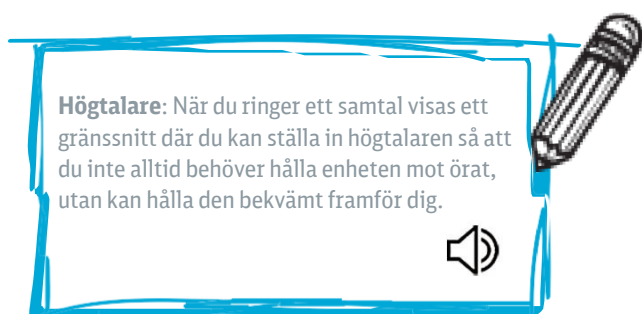 Högtalare: När du ringer ett samtal visas ett
gränssnitt där du kan ställa in högtalaren så att
du inte alltid behöver hålla enheten mot örat,
utan kan hålla den bekvämt framför dig.